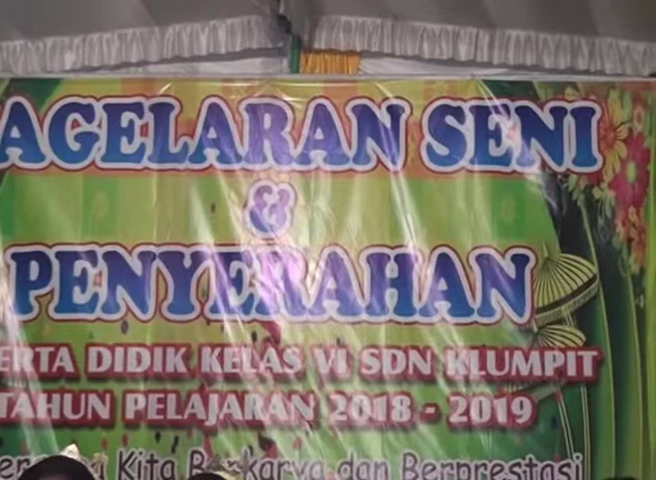 AGELARAN SENI
&
PENYERAHAN
ERTA DIDIK KELAS VI SDN KLUMPIT
TAHUN PELAJARAN 2018 - 2019
Kita Berkarya dan Berprestasi